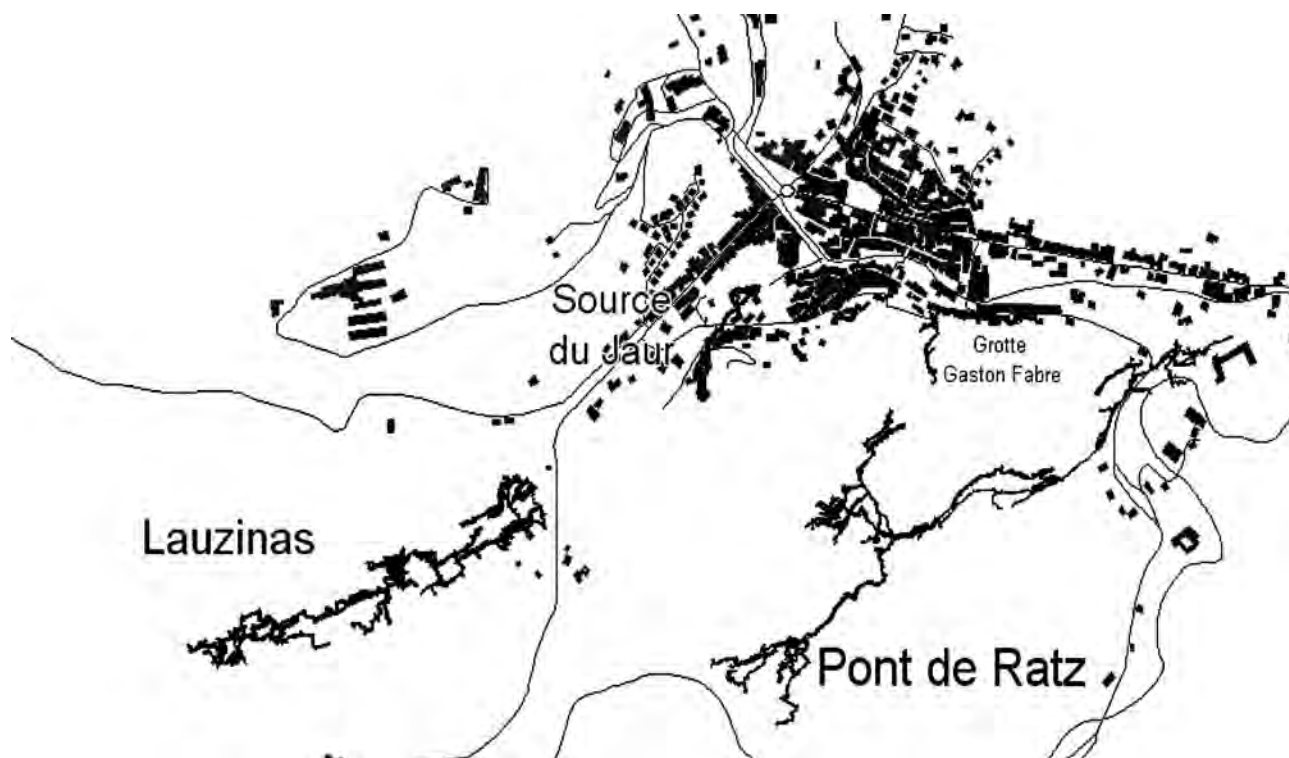 Source
du Jaur
Grotte
Gaston Fabre
Lauzinas
Pont de Ratz